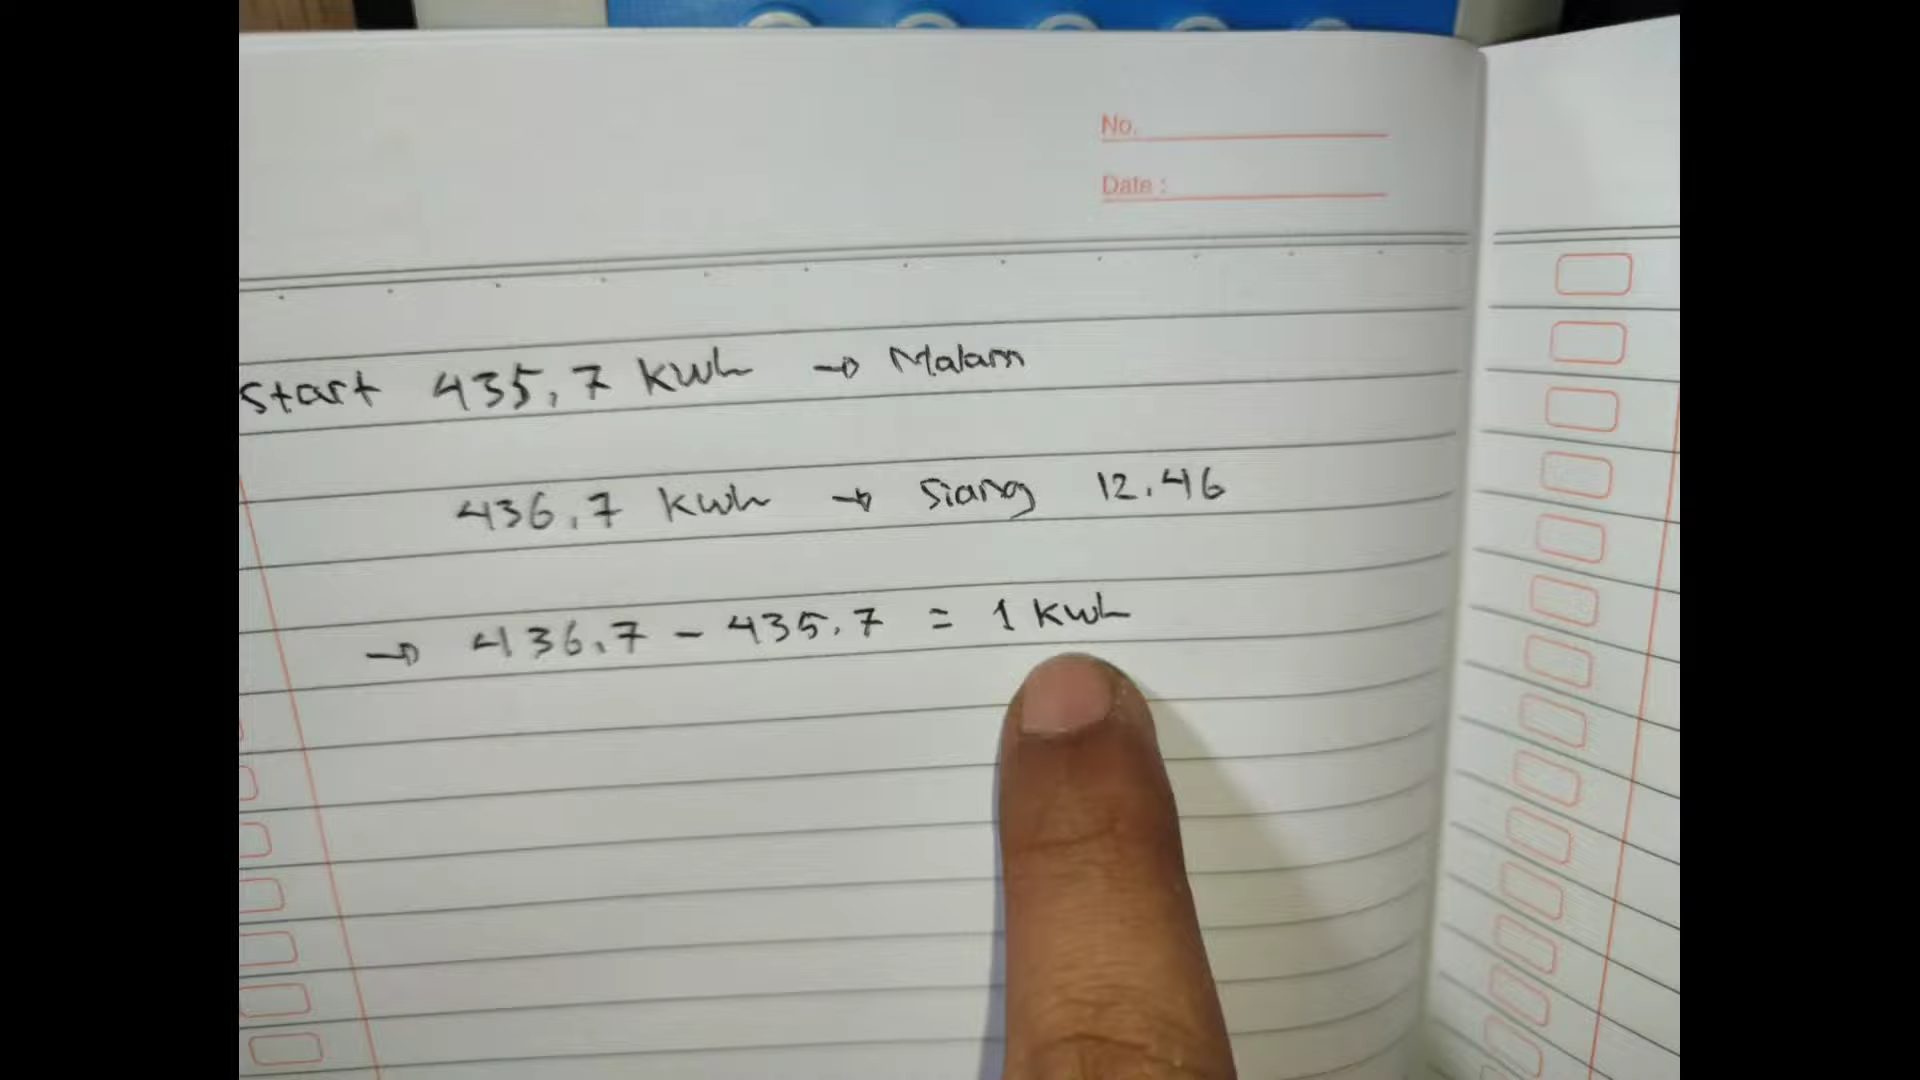 No.
Date :
Start 435,7 kwh → Malam
436,7 kwh → Siang 12.46
→ 436,7 - 435,7 = 1 kwh